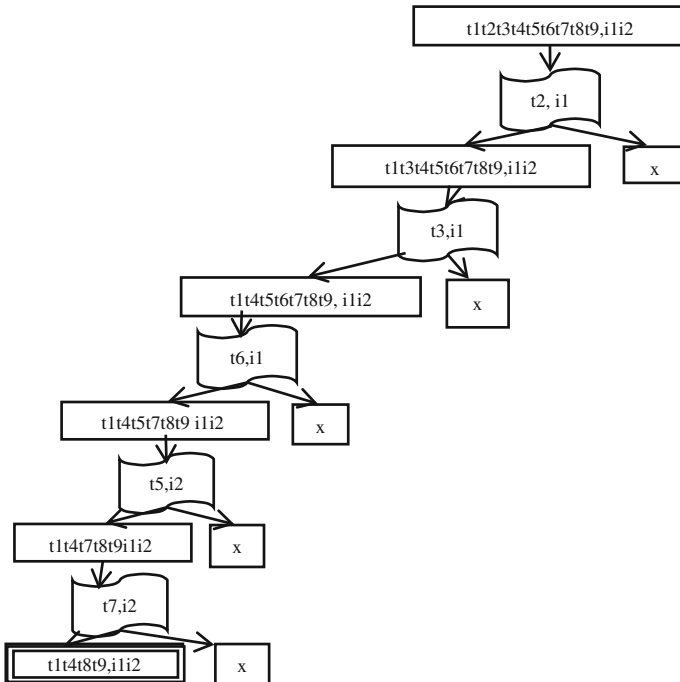 t1t2t3t4t5t6t7t8t9,i1i2
t2, i1
t1t3t4t5t6t7t8t9,i1i2
x
t3,i1
t1t4t5t6t7t8t9, i1i2
x
t6,i1
t1t4t5t7t8t9 i1i2
x
t5,i2
t1t4t7t8t9i1i2
x
t7,i2
t1t4t8t9,i1i2
x